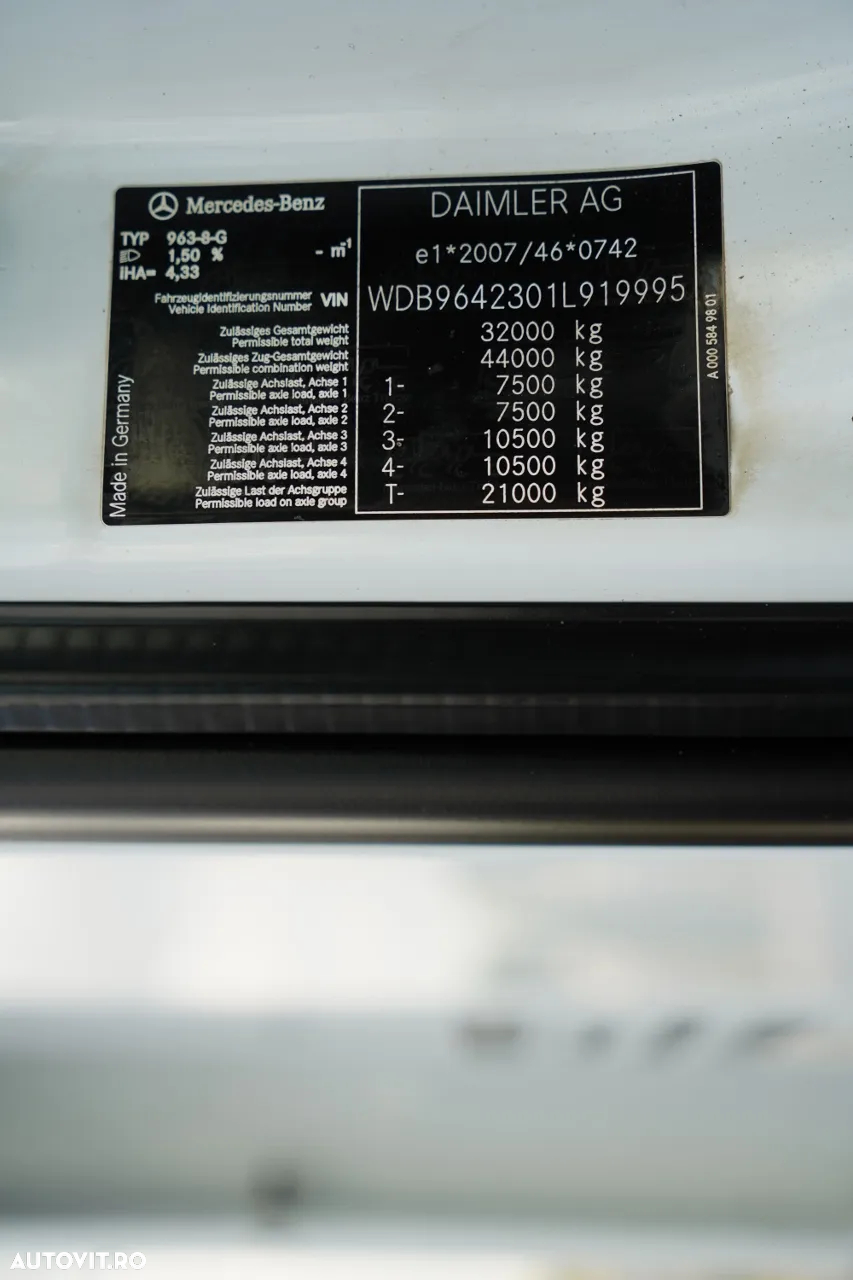 Mercedes-Benz
TYP 963-8-G
1,50 % - m⁻¹
IHA= 4,33
DAIMLER AG
e1*2007/46*0742
Fahrzeugidentifizierungsnummer
Vehicle Identification Number VIN WDB9642301L919995
Zulässiges Gesamtgewicht
Permissible total weight 32000 kg
Zulässiges Zug-Gesamtgewicht
Permissible combination weight 44000 kg
Zulässige Achslast, Achse 1
Permissible axle load, axle 1 1- 7500 kg
Zulässige Achslast, Achse 2
Permissible axle load, axle 2 2- 7500 kg
Zulässige Achslast, Achse 3
Permissible axle load, axle 3 3- 10500 kg
Zulässige Achslast, Achse 4
Permissible axle load, axle 4 4- 10500 kg
Zulässige Last der Achsgruppe
Permissible load on axle group T- 21000 kg
Made in Germany
A 000 584 98 01
AUTOVIT.RO